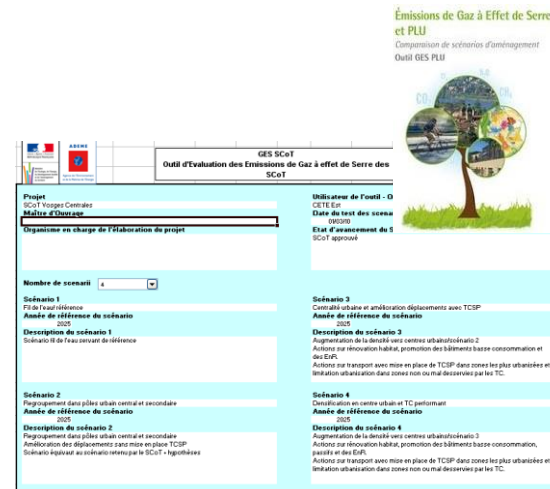 Émissions de Gaz à Effet de Serre
et PLU
Comparaison de scénarios d'aménagement
Outil GES PLU
ADEME
GES SCoT
Outil d'Evaluation des Emissions de Gaz à effet de Serre des
SCoT
Projet
SCoT Vosges Centrales
Maître d'Ouvrage
Organisme en charge de l'élaboration du projet
Utilisateur de l'outil - O
CETE Est
Date du test des scena
01/03/10
Etat d'avancement du S
SCoT approuvé
Nombre de scenarii 4
Scénario 1
Fil de l'eau/référence
Année de référence du scénario
2025
Description du scénario 1
Scénario fil de l'eau servant de référence
Scénario 3
Centralité urbaine et amélioration déplacements avec TCSP
Année de référence du scénario
2025
Description du scénario 3
Augmentation de la densité vers centres urbains/scénario 2
Actions sur rénovation habitat, promotion des bâtiments basse consommation et
des EnR.
Actions sur transport avec mise en place de TCSP dans zones les plus urbanisées et
limitation urbanisation dans zones non ou mal desservies par les TC.
Scénario 2
Regroupement dans pôles urbain central et secondaire
Année de référence du scénario
2025
Description du scénario 2
Regroupement dans pôles urbain central et secondaire
Amélioration des déplacements sans mise en place TCSP
Scénario équivaut au scénario retenu par le SCoT + hypothèses
Scénario 4
Densification en centre urbain et TC performant
Année de référence du scénario
2025
Description du scénario 4
Augmentation de la densité vers centres urbains/scénario 3
Actions sur rénovation habitat, promotion des bâtiments basse consommation,
passifs et des EnR.
Actions sur transport avec mise en place de TCSP dans zones les plus urbanisées et
limitation urbanisation dans zones non ou mal desservies par les TC.